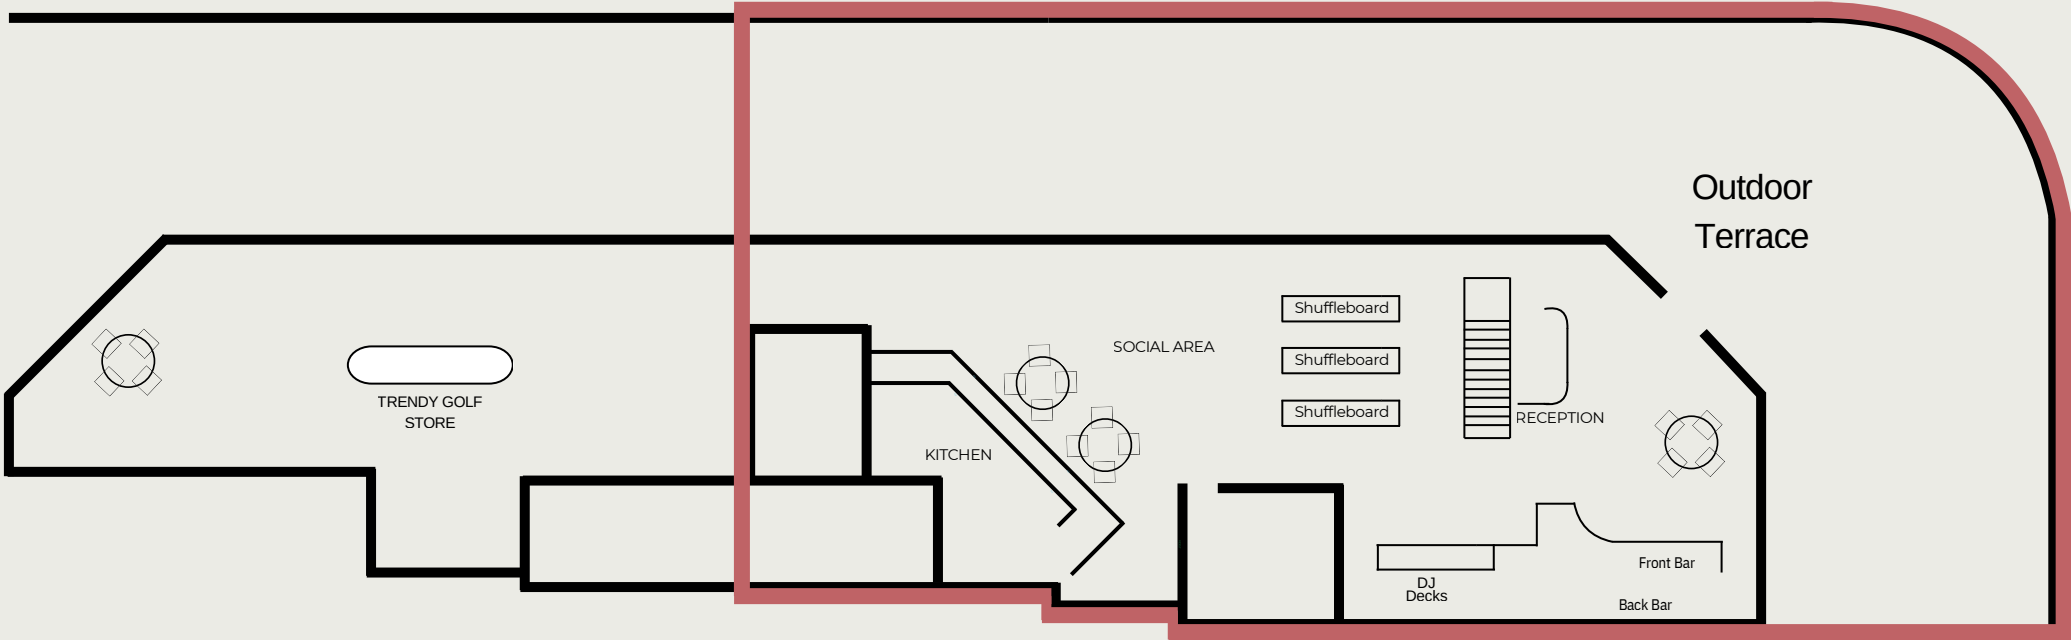 Outdoor
Terrace
Shuffleboard
SOCIAL AREA
Shuffleboard
TRENDY GOLF
STORE
Shuffleboard
RECEPTION
KITCHEN
Front Bar
DJ
Decks
Back Bar